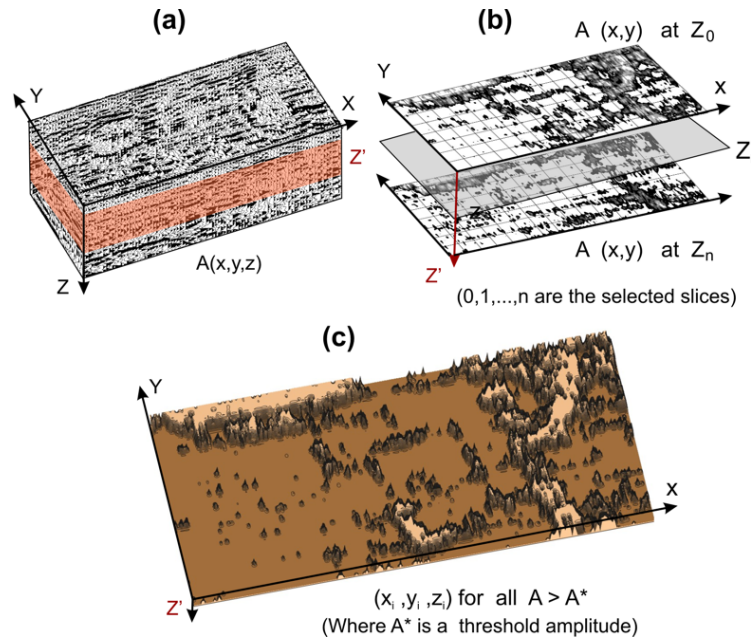 (a)
Y
X
Z'
Z
A(x,y,z)
(b)
A (x,y) at Z0
Y
x
Z
A (x,y) at Zn
Z'
(0,1,...,n are the selected slices)
(c)
Y
x
Z'
(xi ,yi ,zi) for all A > A*
(Where A* is a threshold amplitude)